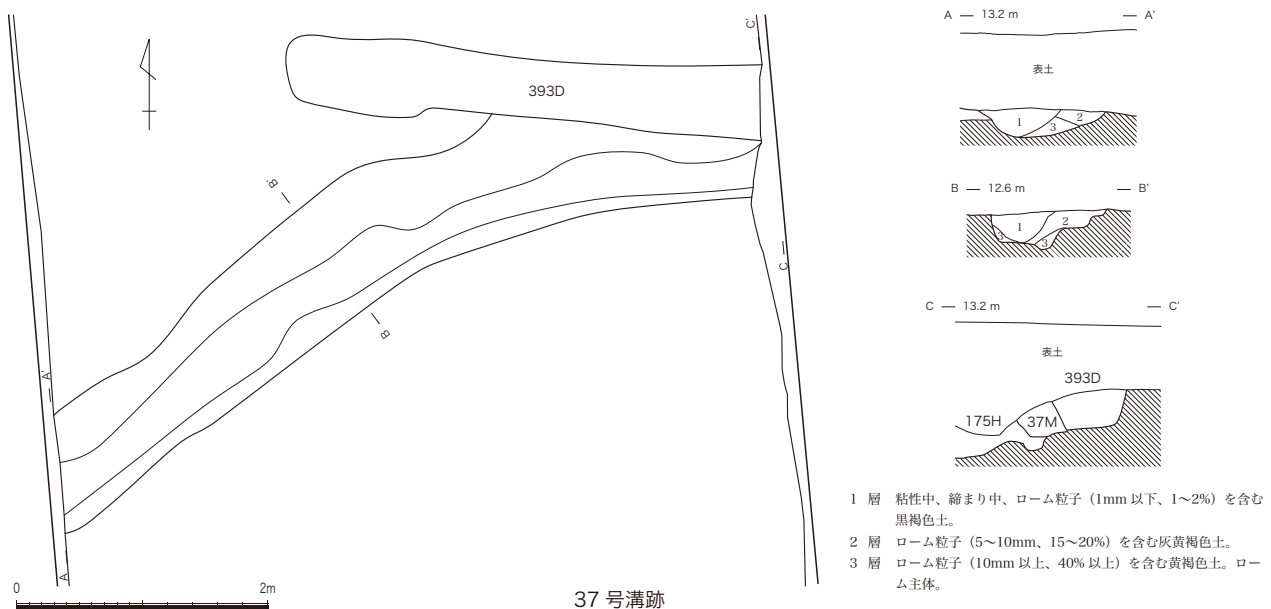 393D
C'
B'
B
C
A'
A
0 2m
37 号溝跡
A 13.2 m A'
表土
1
2
3
B 12.6 m B'
1
2
3
3
C 13.2 m C'
表土
393D
175H
37M
1 層 粘性中、締まり中、ローム粒子（1mm 以下、1〜2%）を含む
黒褐色土。
2 層 ローム粒子（5〜10mm、15〜20%）を含む灰黄褐色土。
3 層 ローム粒子（10mm 以上、40% 以上）を含む黄褐色土。ロー
ム主体。